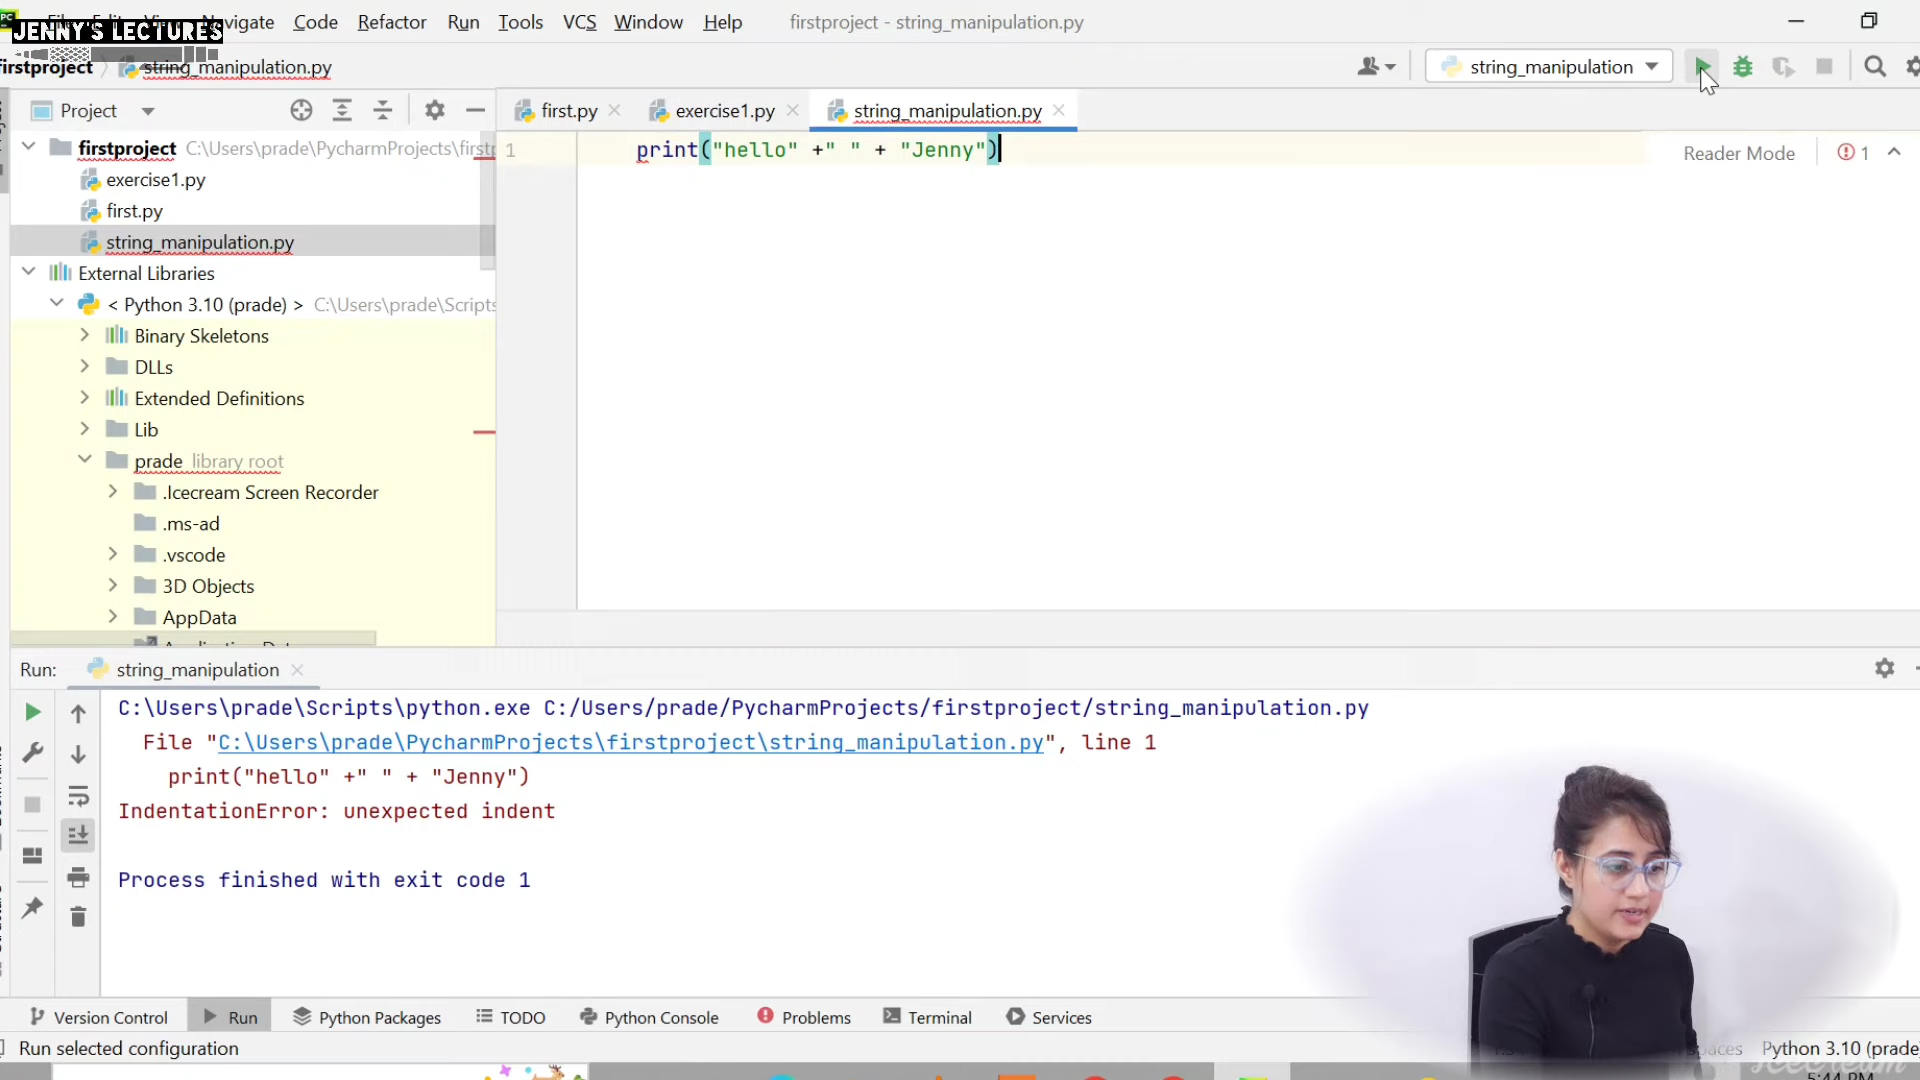 File Edit View Navigate Code Refactor Run Tools VCS Window Help firstproject - string_manipulation.py
JENNY'S LECTURES
firstproject string_manipulation.py string_manipulation
Project first.py exercise1.py string_manipulation.py
firstproject C:\Users\prade\PycharmProjects\firstp
1 print("hello" +" " + "Jenny")
Reader Mode 1
exercise1.py
first.py
string_manipulation.py
External Libraries
< Python 3.10 (prade) > C:\Users\prade\Scripts
Binary Skeletons
DLLs
Extended Definitions
Lib
prade library root
.Icecream Screen Recorder
.ms-ad
.vscode
3D Objects
AppData
Run: string_manipulation
C:\Users\prade\Scripts\python.exe C:/Users/prade/PycharmProjects/firstproject/string_manipulation.py
File "C:\Users\prade\PycharmProjects\firstproject\string_manipulation.py", line 1
print("hello" +" " + "Jenny")
IndentationError: unexpected indent
Process finished with exit code 1
Version Control Run Python Packages TODO Python Console Problems Terminal Services
Run selected configuration Python 3.10 (prade)
5:44 PM